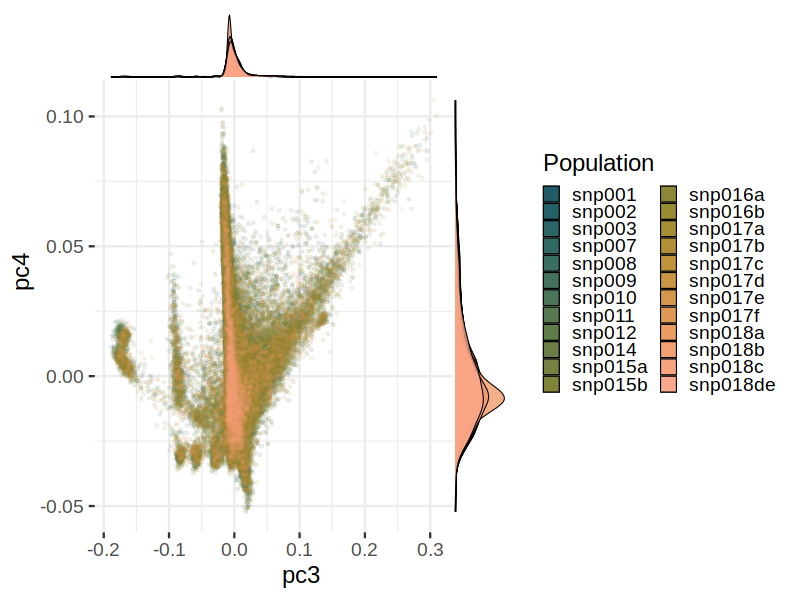 0.10
0.05
0.00
-0.05
pc4
-0.2 -0.1 0.0 0.1 0.2 0.3
pc3
Population
snp001 snp016a
snp002 snp016b
snp003 snp017a
snp007 snp017b
snp008 snp017c
snp009 snp017d
snp010 snp017e
snp011 snp017f
snp012 snp018a
snp014 snp018b
snp015a snp018c
snp015b snp018de